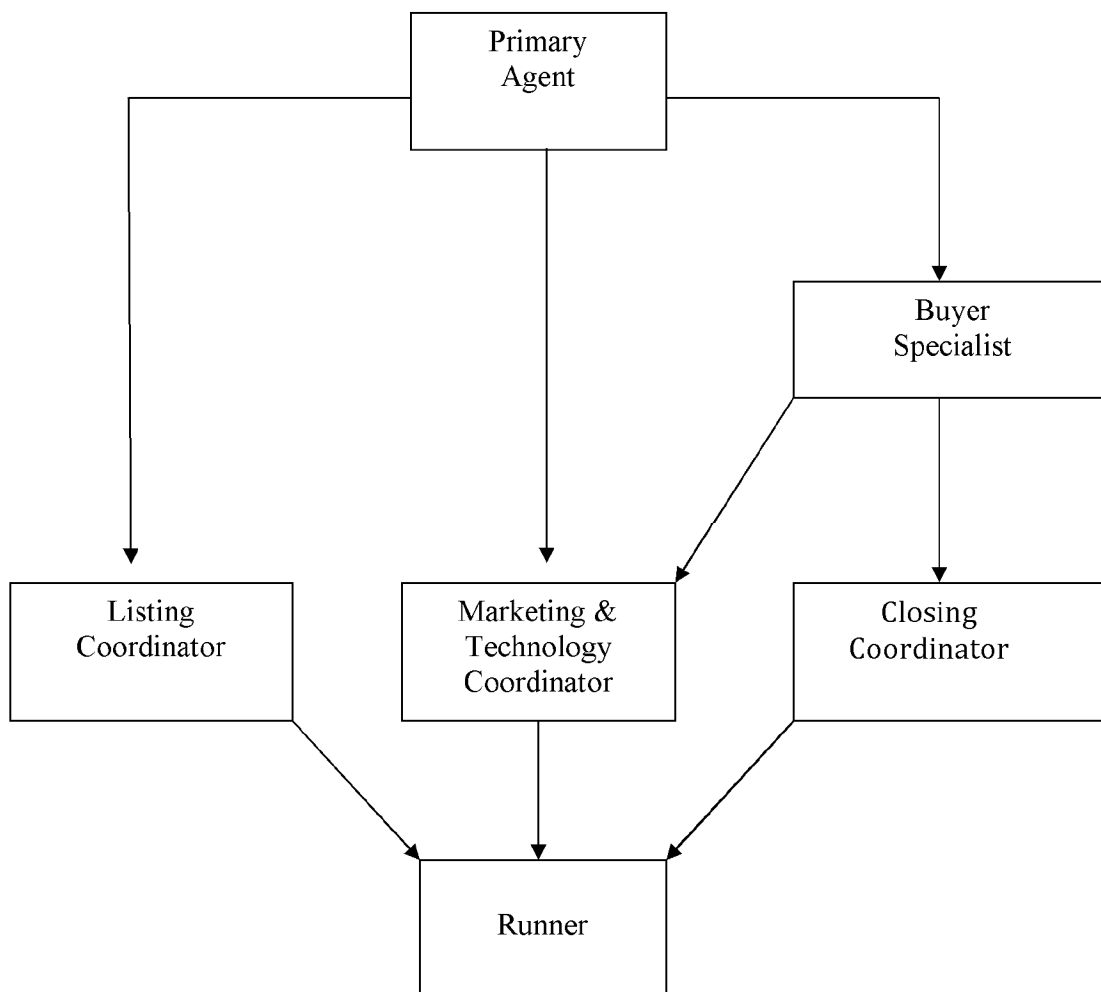 Primary
Agent
Buyer
Specialist
Listing
Coordinator
Marketing &
Technology
Coordinator
Closing
Coordinator
Runner